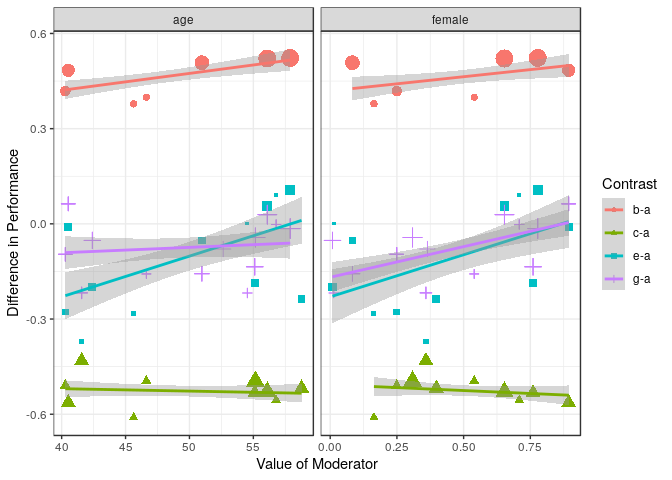 age
female
0.6
0.3
0.0
-0.3
-0.6
Difference in Performance
40
45
50
55
0.00
0.25
0.50
0.75
Value of Moderator
Contrast
b-a
c-a
e-a
g-a